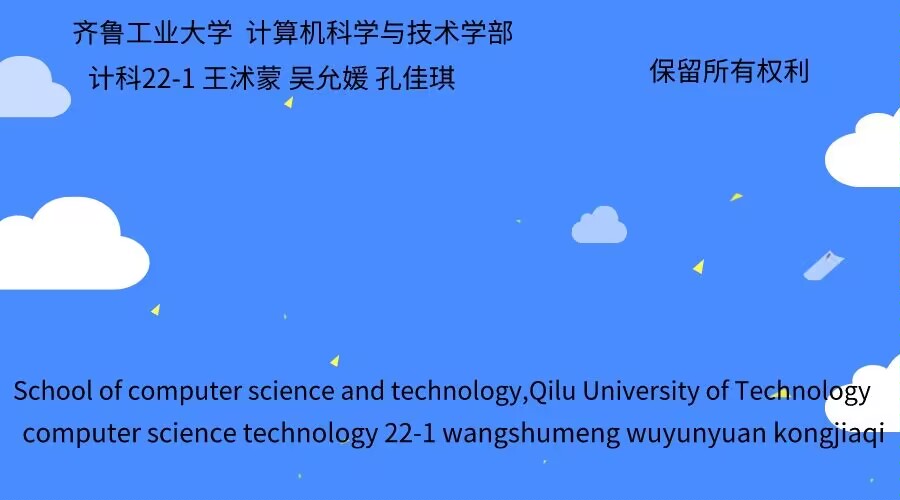 齐鲁工业大学 计算机科学与技术学部
计科22-1 王沭蒙 吴允媛 孔佳琪
保留所有权利
School of computer science and technology,Qilu University of Technology
computer science technology 22-1 wangshumeng wuyunyuan kongjiaqi